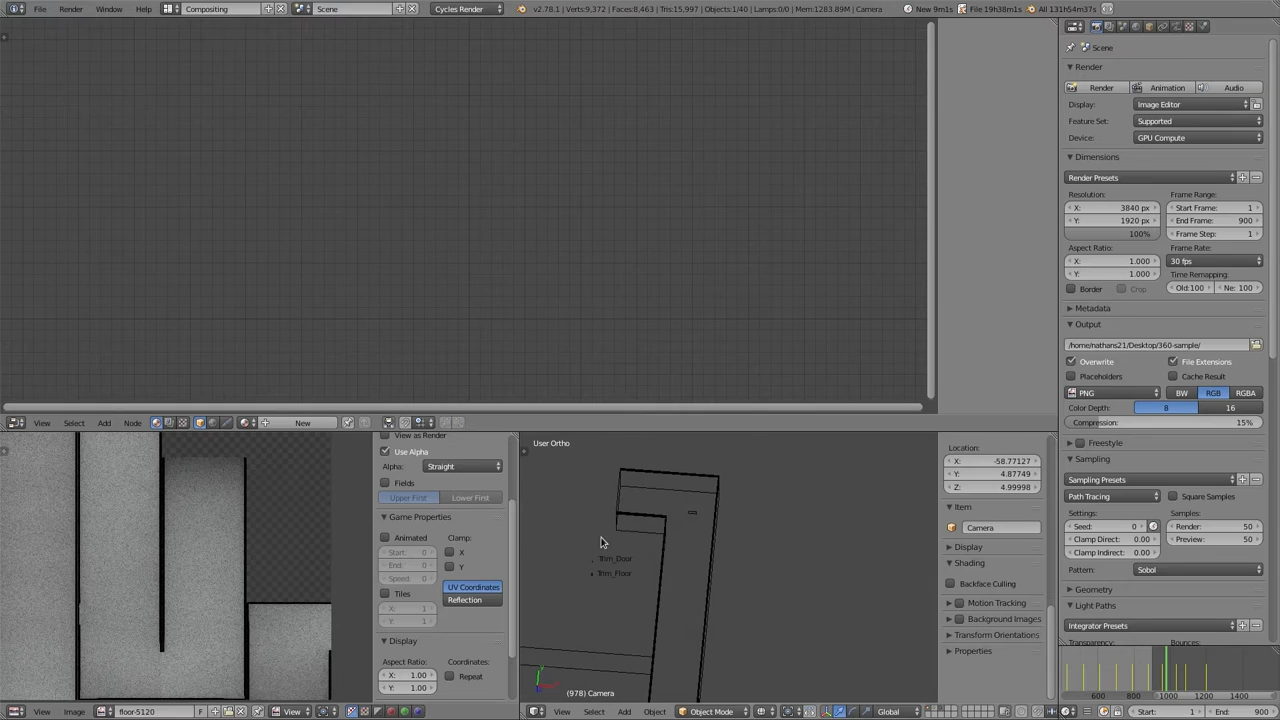 File Render Window Help Compositing Scene Cycles Render v2.78.1 | Verts:9,372 | Faces:8,463 | Tris:15,997 | Objects:1/40 | Lamps:0/0 | Mem:1283.89M | Camera New 9m1s File 19h38m1s All 131h54m37s
Scene
Render
Render Animation Audio
Display: Image Editor
Feature Set: Supported
Device: GPU Compute
Dimensions
Render Presets
Resolution: Frame Range:
X: 3840 px Start Frame: 1
Y: 1920 px End Frame: 900
100% Frame Step: 1
Aspect Ratio: Frame Rate:
X: 1.000 30 fps
Y: 1.000 Time Remapping:
Border Crop Old:100 Ne: 100
Metadata
Output
/home/nathans21/Desktop/360-sample/
Overwrite File Extensions
Placeholders Cache Result
PNG BW RGB RGBA
Color Depth: 8 16
Compression: 15%
Freestyle
Sampling
Sampling Presets
Path Tracing Square Samples
Settings: Samples:
Seed: 0 Render: 50
Clamp Direct: 0.00 Preview: 50
Clamp Indirect: 0.00
Pattern: Sobol
Geometry
Light Paths
Integrator Presets
Transparency: Bounces:
600 800 1000 1200 1400
Start: 1 End: 900
View Select Add Node New
View as Render
Use Alpha
Alpha: Straight
Fields
Upper First Lower First
Game Properties
Animated Clamp:
Start: 0 X
End: 0 Y
Speed: 0 UV Coordinates
Tiles Reflection
X: 1
Y: 1
Display
Aspect Ratio: Coordinates:
X: 1.00 Repeat
Y: 1.00
View Image floor-5120 F View
User Ortho
Trim_Door
Trim_Floor
(978) Camera
View Select Add Object Object Mode Global
Location:
X: -58.77127
Y: 4.87749
Z: 4.99998
Item
Camera
Display
Shading
Backface Culling
Motion Tracking
Background Images
Transform Orientations
Properties